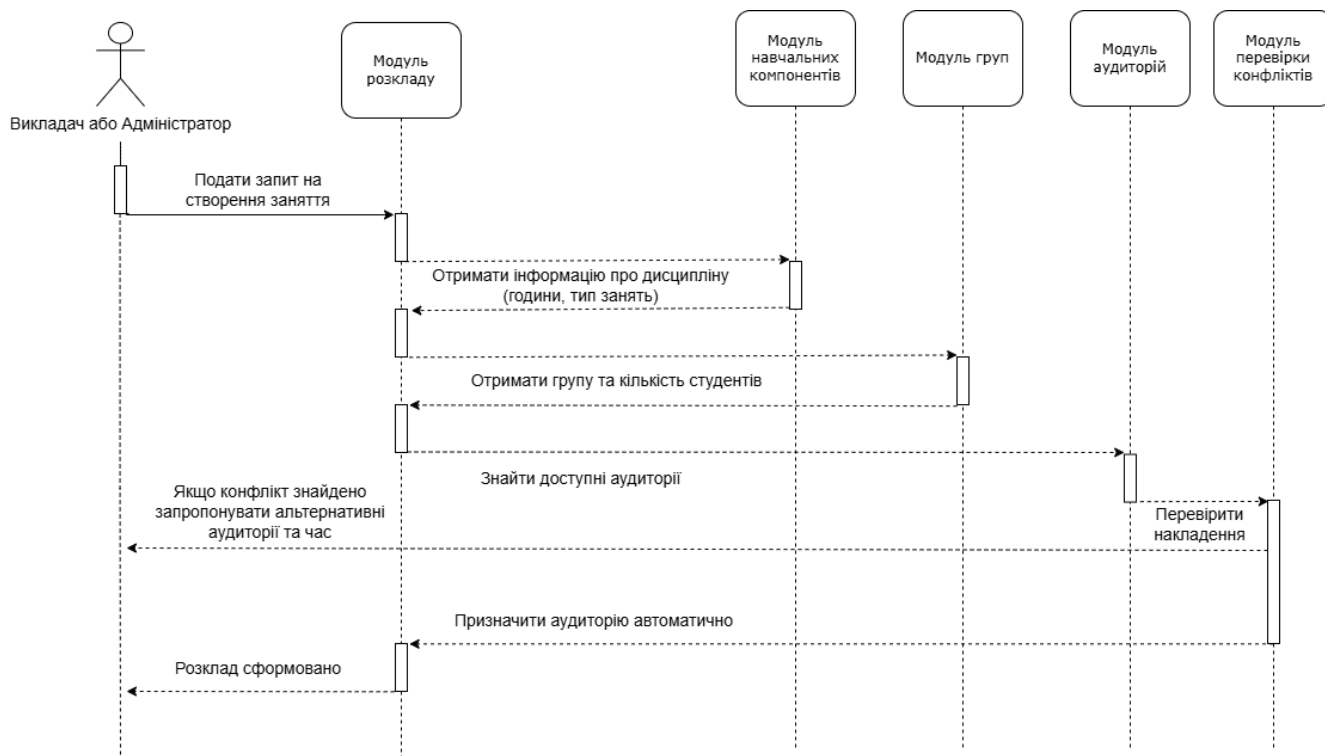 Викладач або Адміністратор
Модуль
розкладу
Модуль
навчальних
компонентів
Модуль груп
Модуль
аудиторій
Модуль
перевірки
конфліктів
Подати запит на
створення заняття
Отримати інформацію про дисципліну
(години, тип занять)
Отримати групу та кількість студентів
Знайти доступні аудиторії
Якщо конфлікт знайдено
запропонувати альтернативні
аудиторії та час
Перевірити
накладення
Призначити аудиторію автоматично
Розклад сформовано